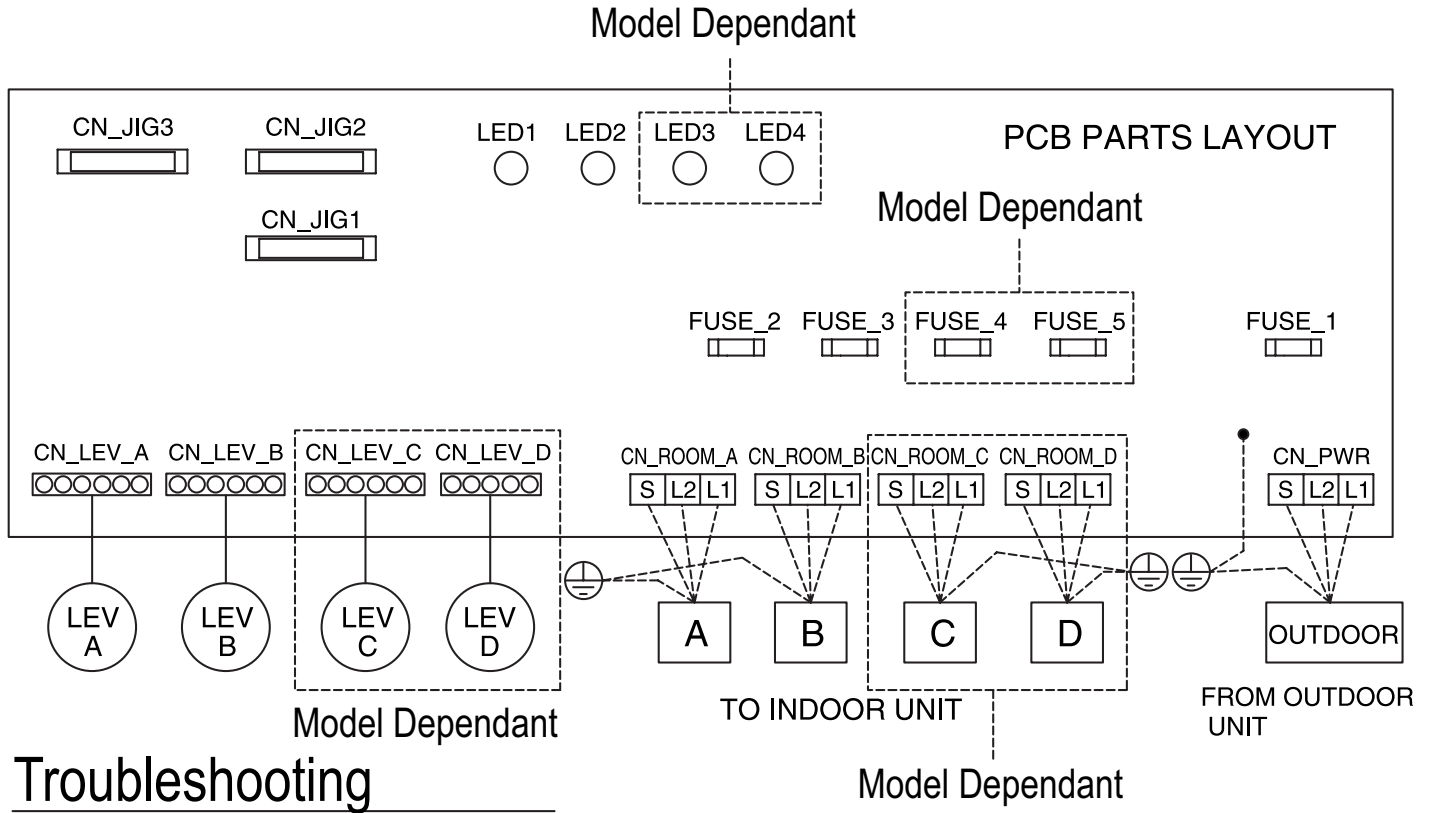 Model Dependant
CN_JIG3 CN_JIG2 LED1 LED2 LED3 LED4 PCB PARTS LAYOUT
CN_JIG1
Model Dependant
FUSE_2 FUSE_3 FUSE_4 FUSE_5 FUSE_1
CN_LEV_A CN_LEV_B CN_LEV_C CN_LEV_D CN_ROOM_A CN_ROOM_B CN_ROOM_C CN_ROOM_D CN_PWR
S L2 L1 S L2 L1 S L2 L1 S L2 L1 S L2 L1
LEV A
LEV B
LEV C
LEV D
A B C D OUTDOOR
TO INDOOR UNIT
FROM OUTDOOR
UNIT
Model Dependant
Model Dependant
Troubleshooting